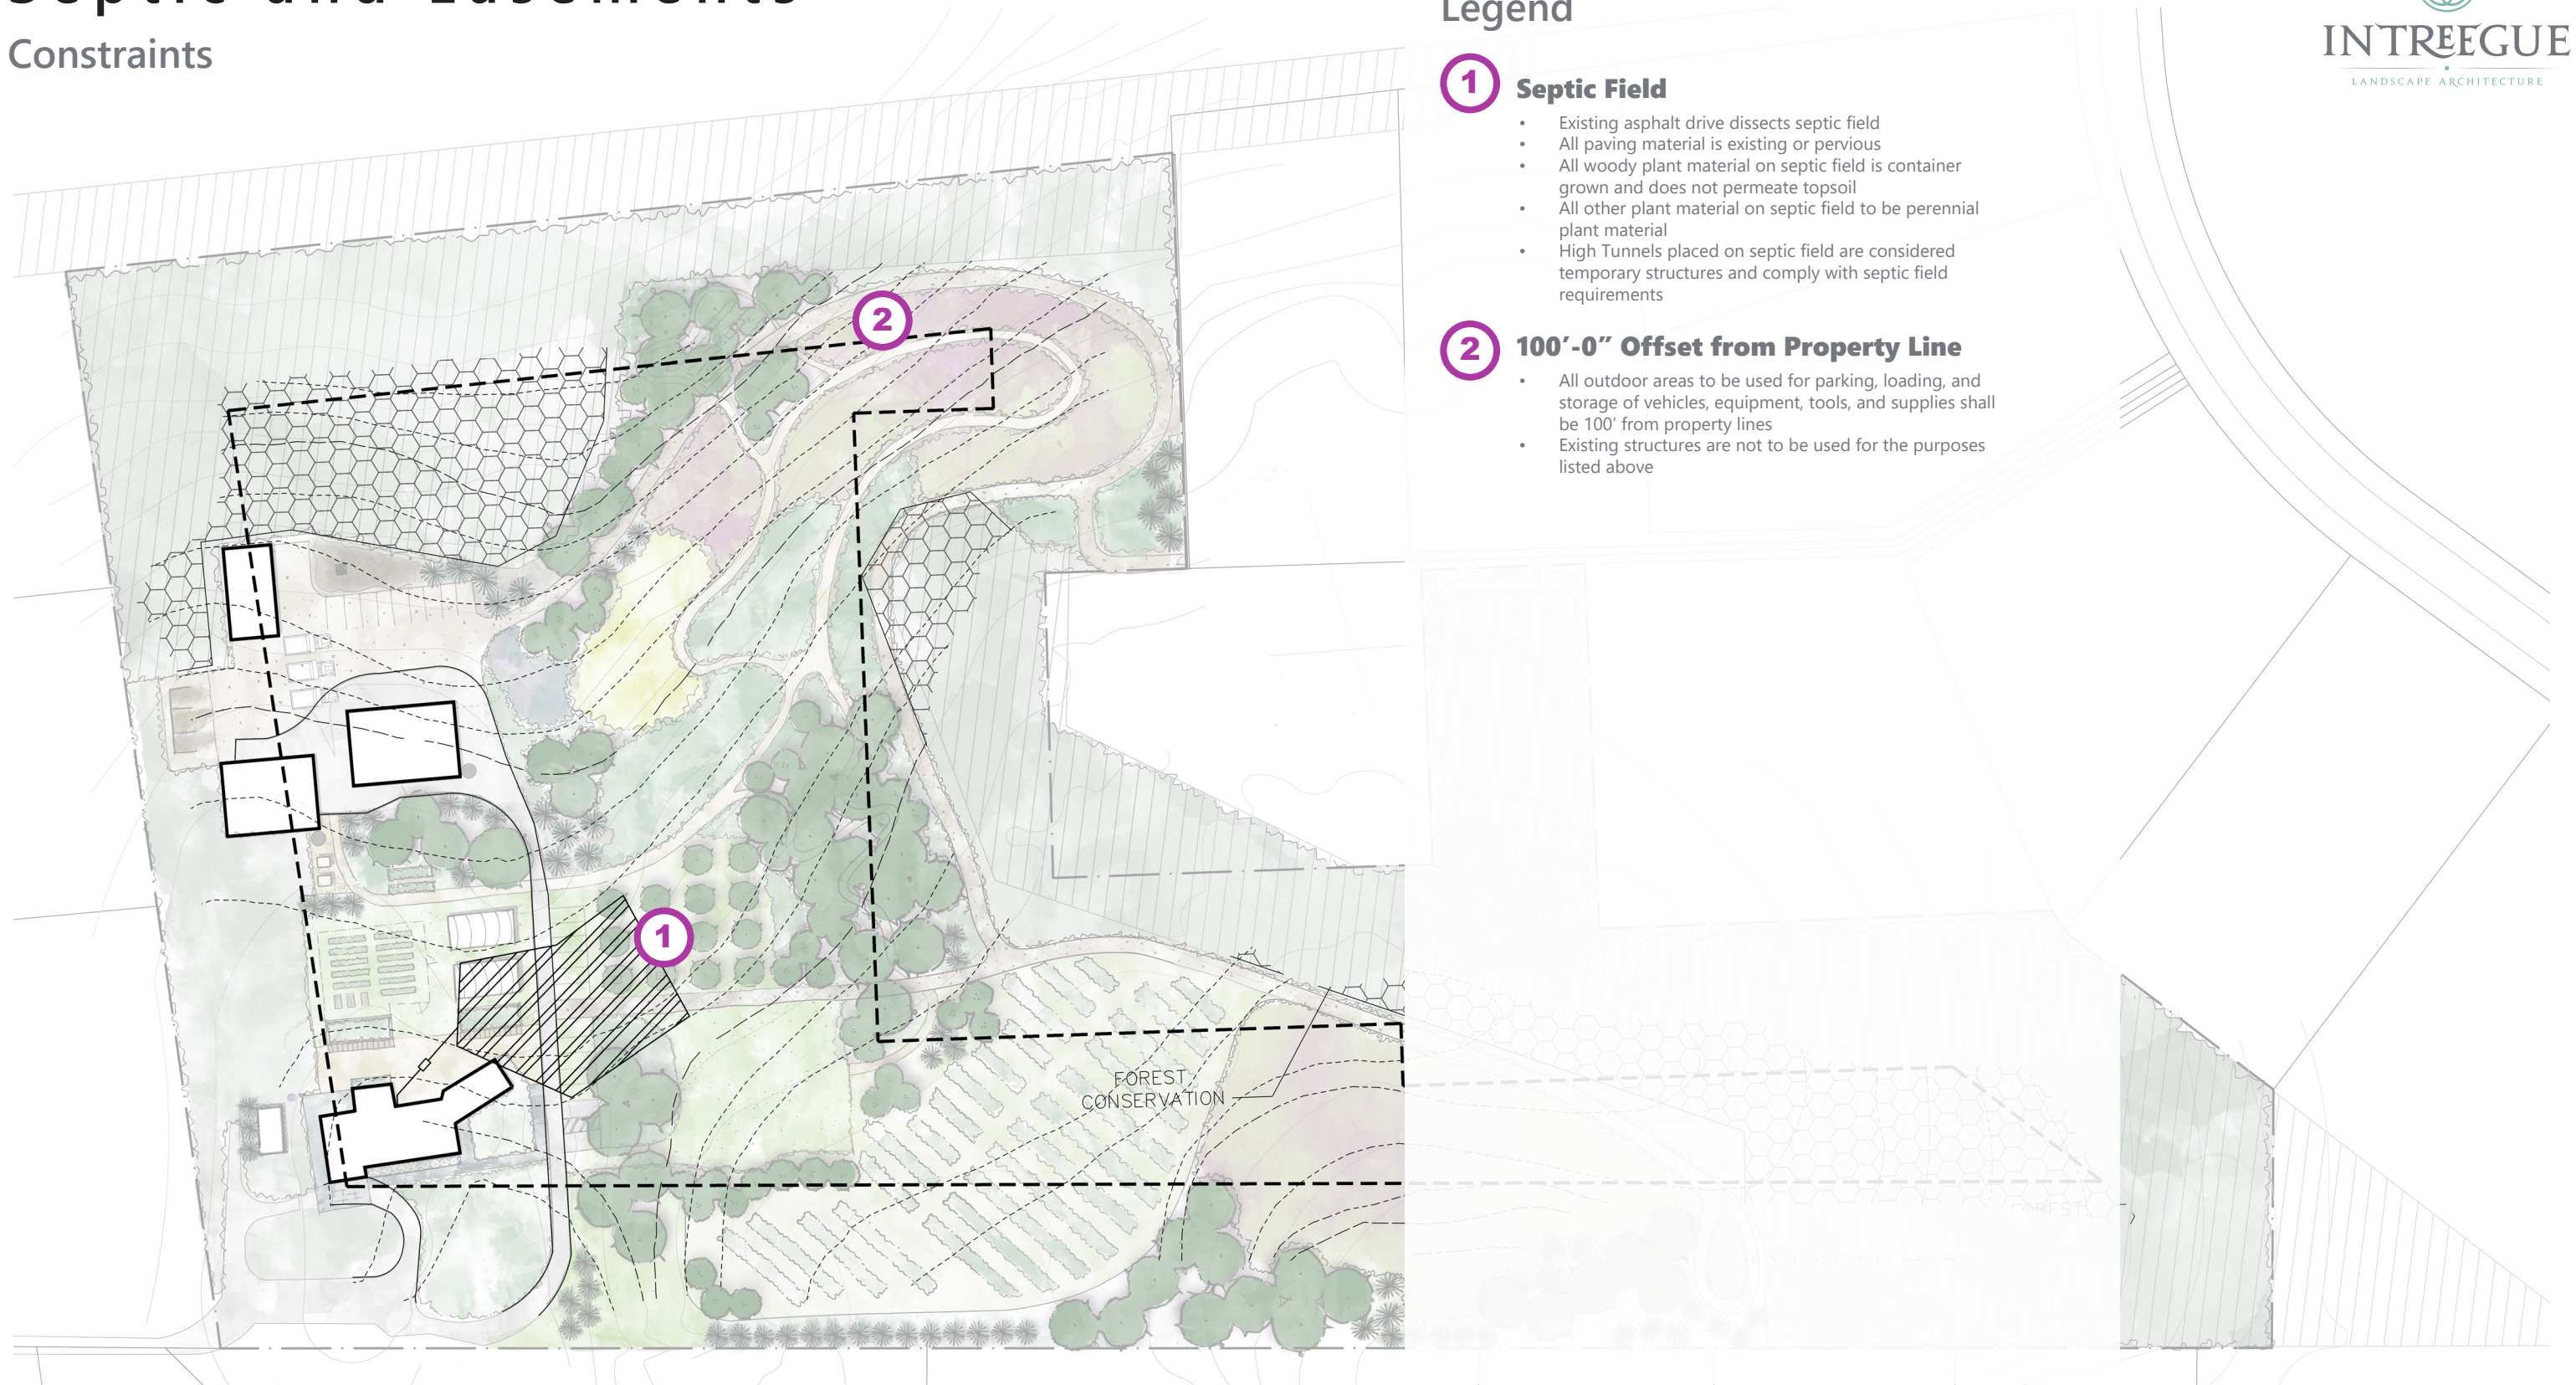 Septic and Easements
Constraints
Legend
INTREEGUE
LANDSCAPE ARCHITECTURE
1
Septic Field
• Existing asphalt drive dissects septic field
• All paving material is existing or pervious
• All woody plant material on septic field is container
grown and does not permeate topsoil
• All other plant material on septic field to be perennial
plant material
• High Tunnels placed on septic field are considered
temporary structures and comply with septic field
requirements
2
100'-0" Offset from Property Line
• All outdoor areas to be used for parking, loading, and
storage of vehicles, equipment, tools, and supplies shall
be 100' from property lines
• Existing structures are not to be used for the purposes
listed above
2
1
FOREST
CONSERVATION
FOREST